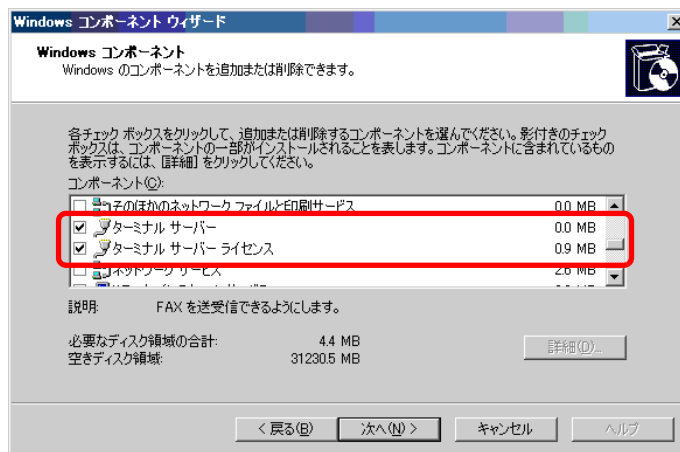 Windows コンポーネント ウィザード
Windows コンポーネント
Windows のコンポーネントを追加または削除できます。
各チェック ボックスをクリックして、追加または削除するコンポーネントを選んでください。影付きのチェック
ボックスは、コンポーネントの一部がインストールされることを表します。コンポーネントに含まれているもの
を表示するには、[詳細] をクリックしてください。
コンポーネント(C):
そのほかのネットワーク ファイルと印刷サービス 0.0 MB
ターミナル サーバー 0.0 MB
ターミナル サーバー ライセンス 0.9 MB
ネットワーク サービス 2.6 MB
説明: FAX を送受信できるようにします。
必要なディスク領域の合計: 4.4 MB
空きディスク領域: 31230.5 MB
詳細(D)...
< 戻る(B) 次へ(N) > キャンセル ヘルプ